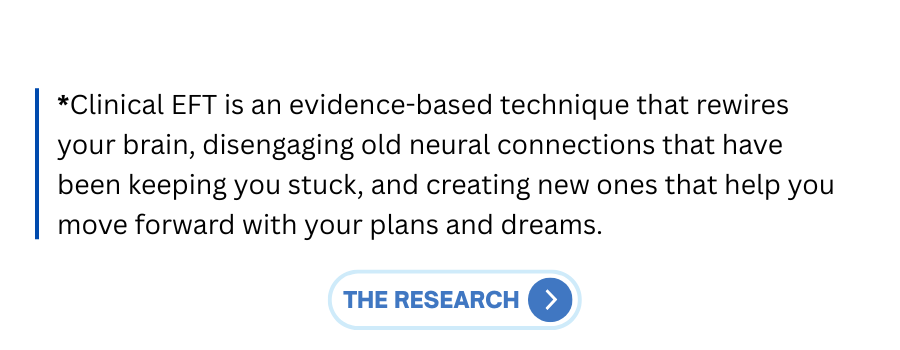 *Clinical EFT is an evidence-based technique that rewires
your brain, disengaging old neural connections that have
been keeping you stuck, and creating new ones that help you
move forward with your plans and dreams.
THE RESEARCH